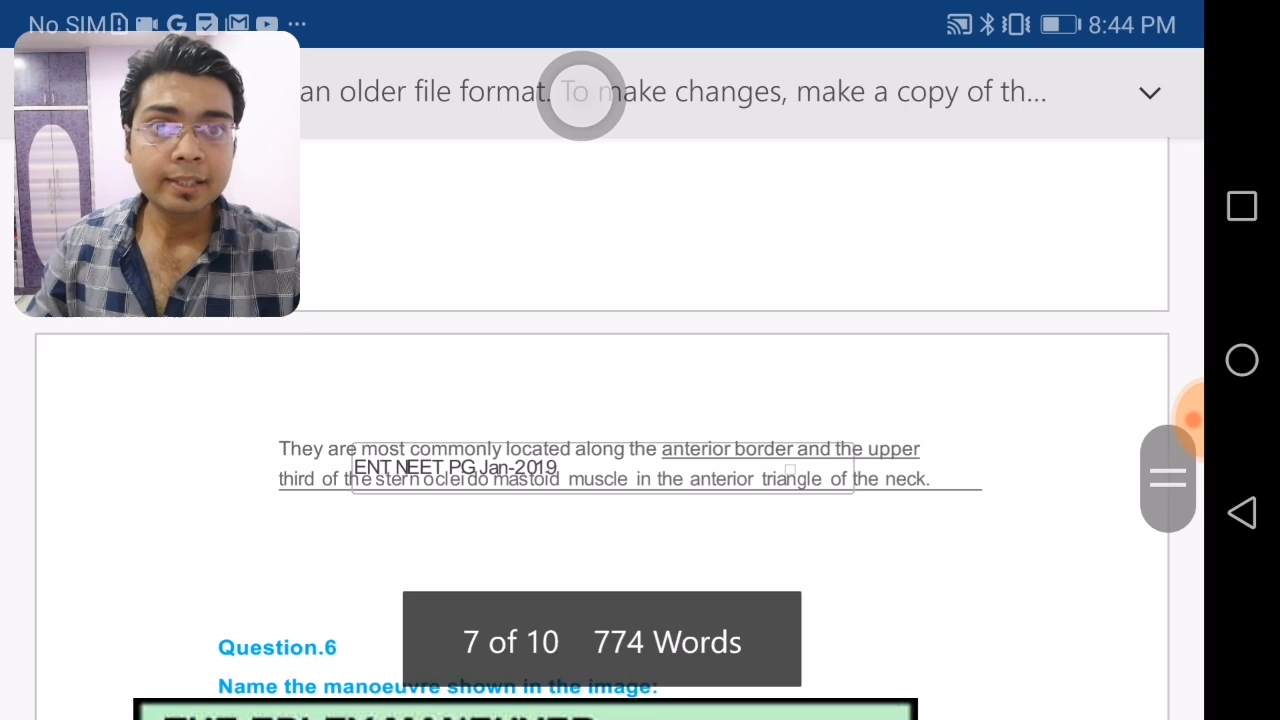 No SIM
8:44 PM
an older file format. To make changes, make a copy of th...
They are most commonly located along the anterior border and the upper
ENT NEET PG Jan-2019
third of the sternocleidomastoid muscle in the anterior triangle of the neck.
7 of 10 774 Words
Question.6
Name the manoeuvre shown in the image:
THE EPLEY MANEUVER